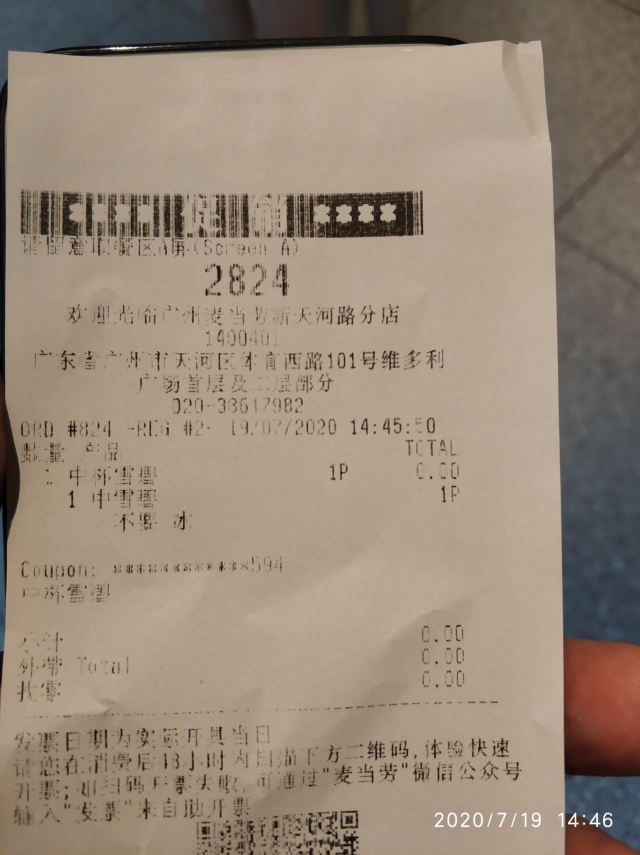 请留意取餐区A屏(Screen A)
2824
欢迎光临广州麦当劳新天河路分店
1400401
广东省广州市天河区体育西路101号维多利
广场首层及二层部分
020-33617982
ORD #824 -REG #2- 19/07/2020 14:45:50
数量 产品 TOTAL
1 中杯雪碧 1P 0.00
1 中雪碧 1P
不要 冰
Coupon: ************594
中杯雪碧
小计 0.00
外带 Total 0.00
找零 0.00
发票日期为实际开具当日
请您在消费后48小时内扫描下方二维码,体验快速
开票;如扫码开票失败,可通过"麦当劳"微信公众号
输入"发票"来自助开票
2020/7/19 14:46